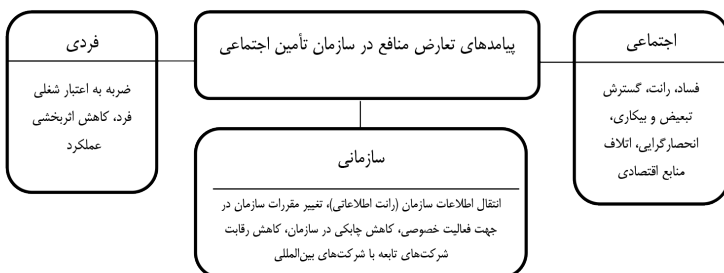 پیامدهای تعارض منافع در سازمان تأمین اجتماعی
اجتماعی
فساد، رانت، گسترش
تبعیض و بیکاری،
انحصارگرایی، اتلاف
منابع اقتصادی
فردی
ضربه به اعتبار شغلی
فرد، کاهش اثربخشی
عملکرد
سازمانی
انتقال اطلاعات سازمان (رانت اطلاعاتی)، تغییر مقررات سازمان در
جهت فعالیت خصوصی، کاهش چابکی در سازمان، کاهش رقابت
شرکت‌های تابعه با شرکت‌های بین‌المللی